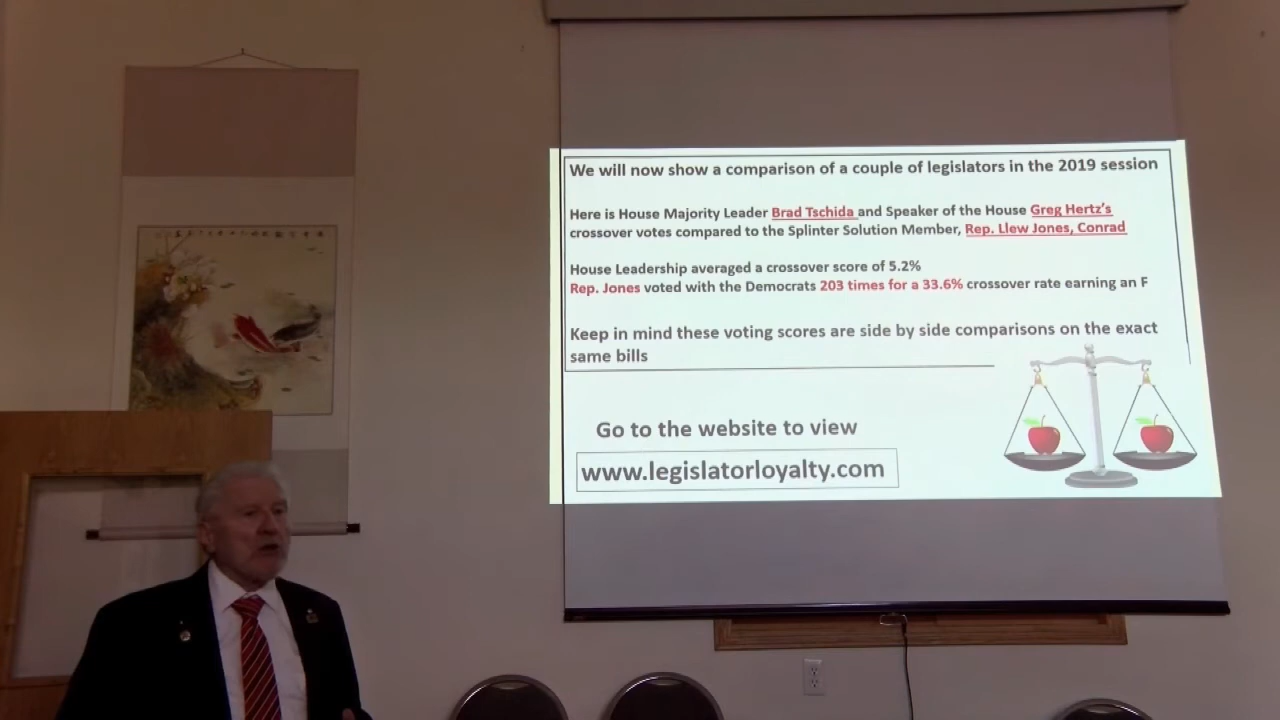 We will now show a comparison of a couple of legislators in the 2019 session
Here is House Majority Leader Brad Tschida and Speaker of the House Greg Hertz's
crossover votes compared to the Splinter Solution Member, Rep. Llew Jones, Conrad
House Leadership averaged a crossover score of 5.2%
Rep. Jones voted with the Democrats 203 times for a 33.6% crossover rate earning an F
Keep in mind these voting scores are side by side comparisons on the exact
same bills
Go to the website to view
www.legislatorloyalty.com